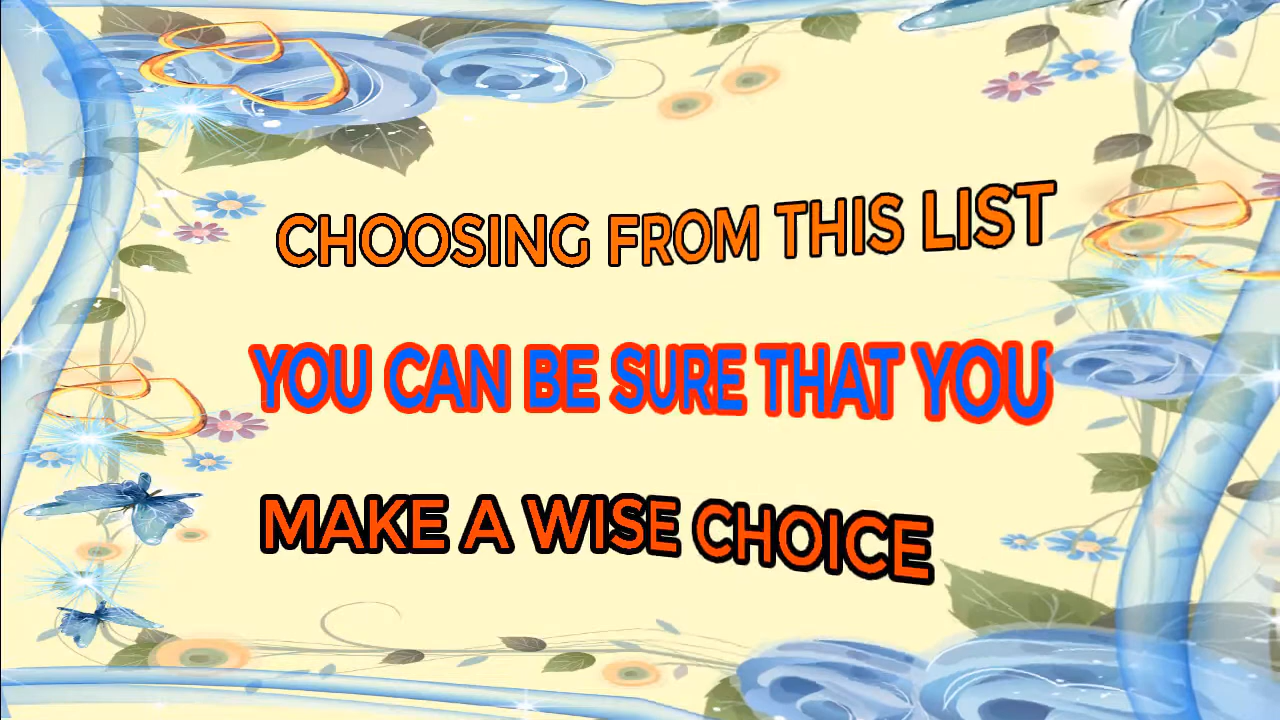 CHOOSING FROM THIS LIST
YOU CAN BE SURE THAT YOU
MAKE A WISE CHOICE